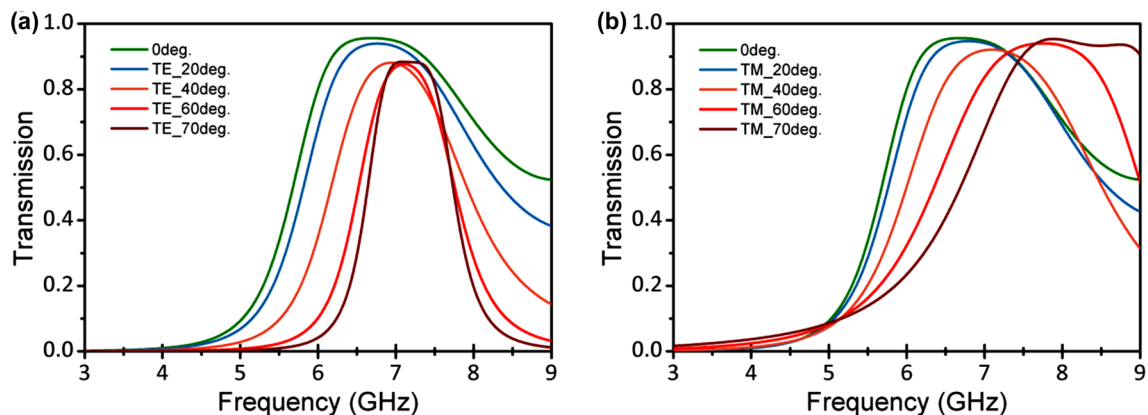 (a)
1.0
0.8
0.6
0.4
0.2
0.0
Transmission
0deg.
TE_20deg.
TE_40deg.
TE_60deg.
TE_70deg.
3 4 5 6 7 8 9
Frequency (GHz)
(b)
1.0
0.8
0.6
0.4
0.2
0.0
Transmission
0deg.
TM_20deg.
TM_40deg.
TM_60deg.
TM_70deg.
3 4 5 6 7 8 9
Frequency (GHz)